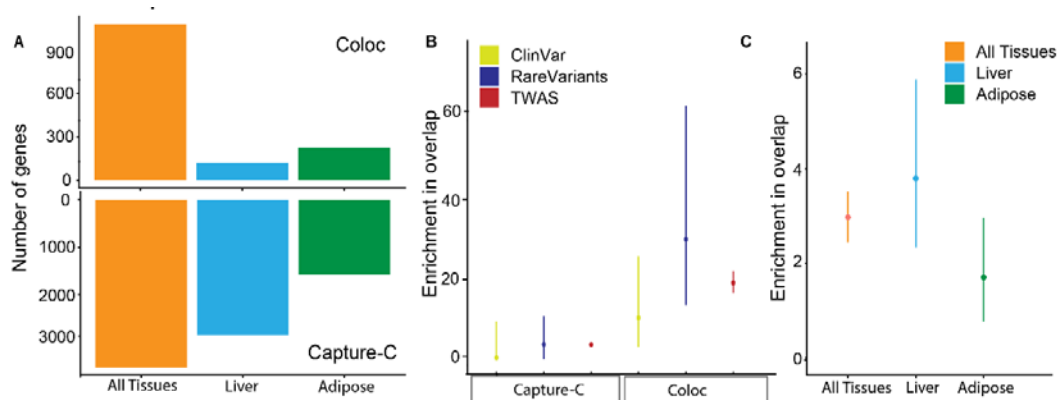 A
Coloc
Number of genes
900
600
300
0
0
1000
2000
3000
Capture-C
All Tissues
Liver
Adipose
B
ClinVar
RareVariants
TWAS
Enrichment in overlap
60
40
20
0
Capture-C
Coloc
C
All Tissues
Liver
Adipose
Enrichment in overlap
6
4
2
0
All Tissues
Liver
Adipose